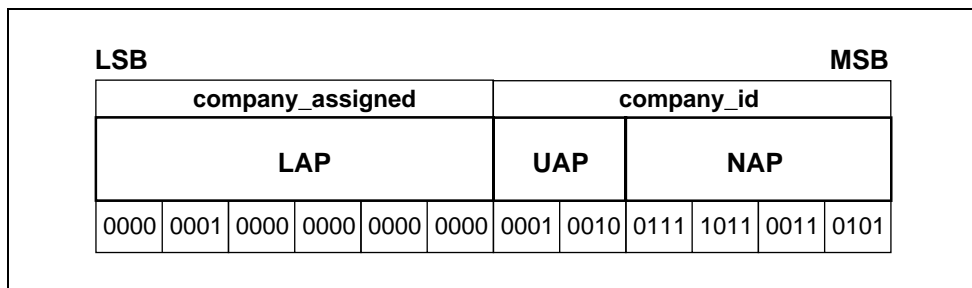 LSB MSB
company_assigned company_id
LAP UAP NAP
0000 0001 0000 0000 0000 0000 0001 0010 0111 1011 0011 0101